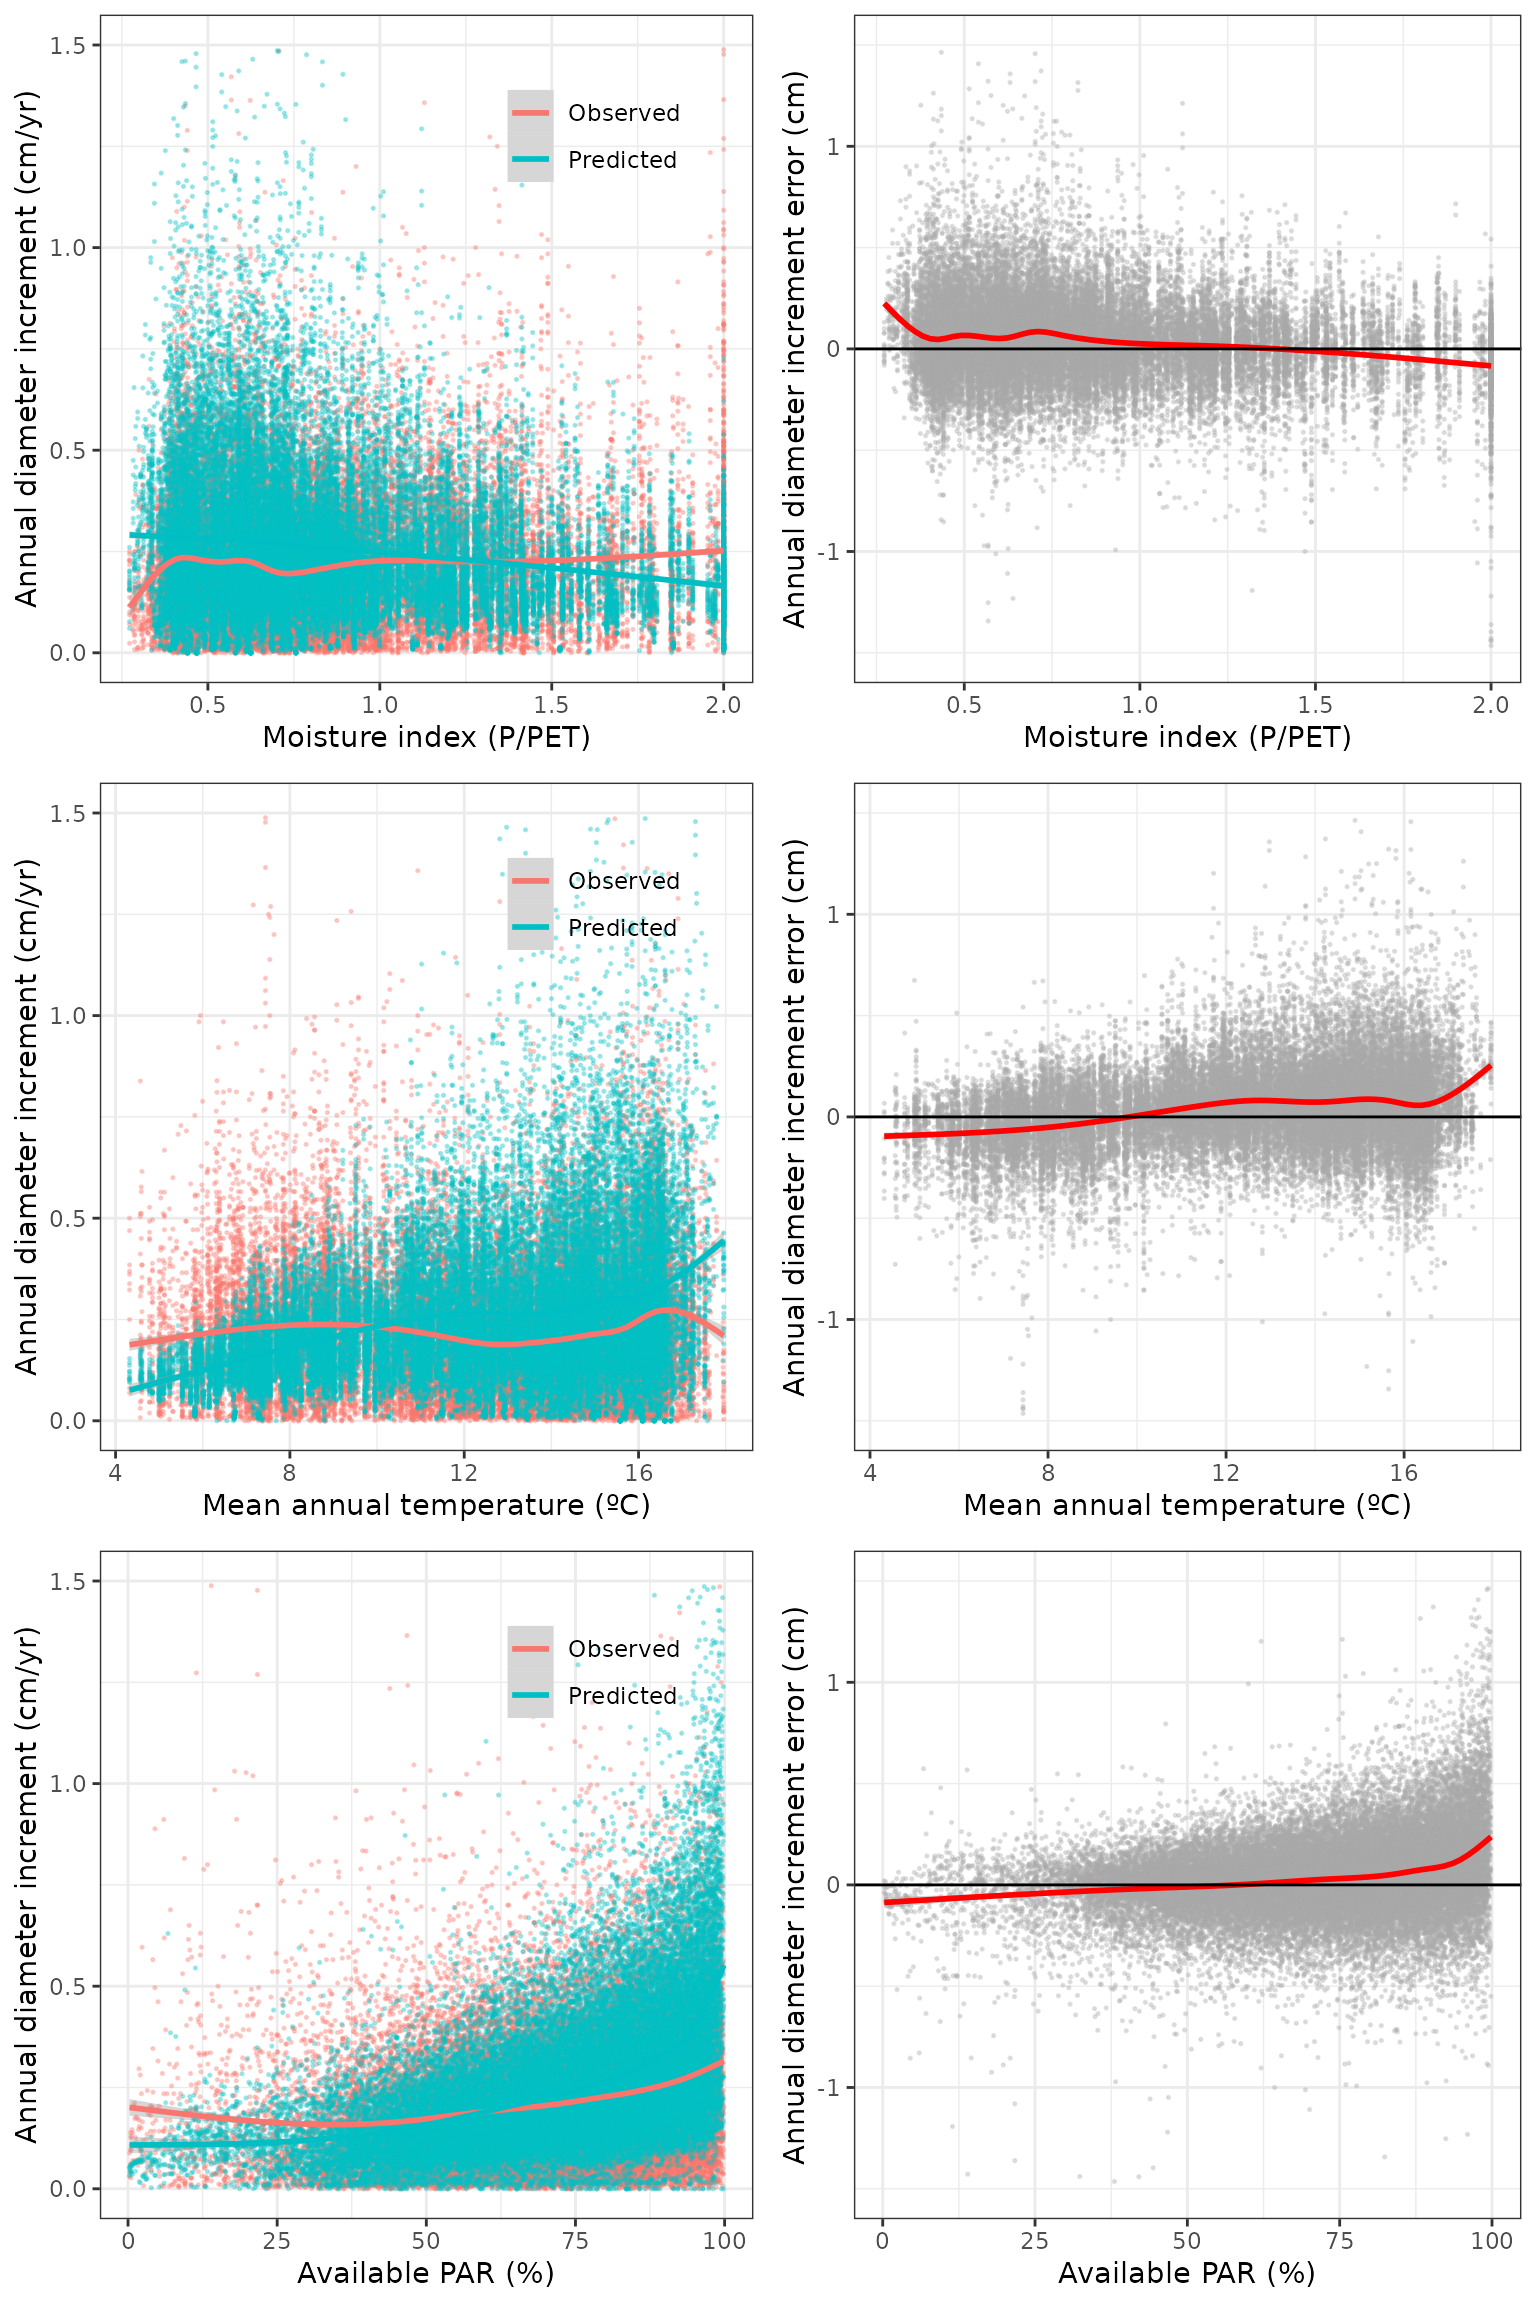 Annual diameter increment (cm/yr)
1.5
1.0
0.5
0.0
Observed
Predicted
0.5 1.0 1.5 2.0
Moisture index (P/PET)
Annual diameter increment error (cm)
1
0
-1
0.5 1.0 1.5 2.0
Moisture index (P/PET)
Annual diameter increment (cm/yr)
1.5
1.0
0.5
0.0
Observed
Predicted
4 8 12 16
Mean annual temperature (ºC)
Annual diameter increment error (cm)
1
0
-1
4 8 12 16
Mean annual temperature (ºC)
Annual diameter increment (cm/yr)
1.5
1.0
0.5
0.0
Observed
Predicted
0 25 50 75 100
Available PAR (%)
Annual diameter increment error (cm)
1
0
-1
0 25 50 75 100
Available PAR (%)